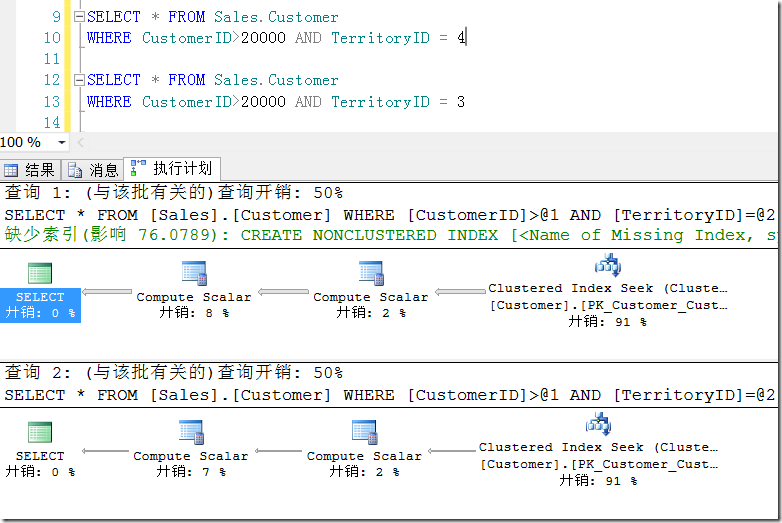 9 SELECT * FROM Sales.Customer
10 WHERE CustomerID>20000 AND TerritoryID = 4
11
12 SELECT * FROM Sales.Customer
13 WHERE CustomerID>20000 AND TerritoryID = 3
14
100 %
结果 消息 执行计划
查询 1: (与该批有关的)查询开销: 50%
SELECT * FROM [Sales].[Customer] WHERE [CustomerID]>@1 AND [TerritoryID]=@2
缺少索引(影响 76.0789): CREATE NONCLUSTERED INDEX [<Name of Missing Index, s
SELECT
开销: 0 %
Compute Scalar
开销: 8 %
Compute Scalar
开销: 2 %
Clustered Index Seek (Cluste…
[Customer].[PK_Customer_Cust…
开销: 91 %
查询 2: (与该批有关的)查询开销: 50%
SELECT * FROM [Sales].[Customer] WHERE [CustomerID]>@1 AND [TerritoryID]=@2
SELECT
开销: 0 %
Compute Scalar
开销: 7 %
Compute Scalar
开销: 2 %
Clustered Index Seek (Cluste…
[Customer].[PK_Customer_Cust…
开销: 91 %